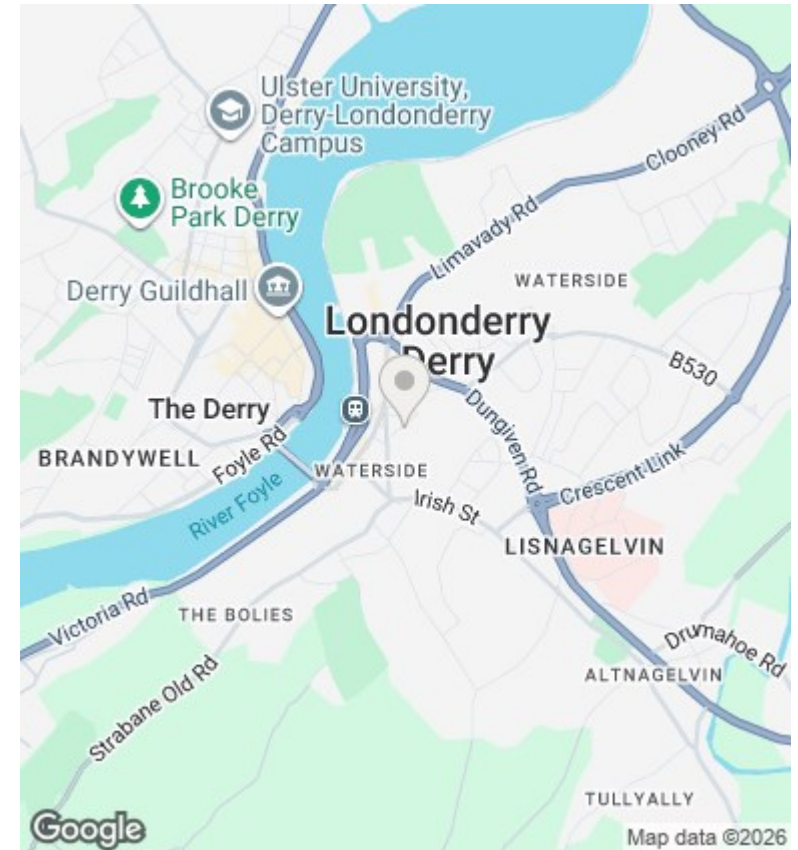 Ulster University,
Derry-Londonderry
Campus
Clooney Rd
Brooke
Park Derry
Limavady Rd
WATERSIDE
Derry Guildhall
Londonderry
Derry
B530
The Derry
Dungiven Rd
BRANDYWELL
Foyle Rd
WATERSIDE
Crescent Link
River Foyle
Irish St
LISNAGELVIN
Victoria Rd
THE BOLIES
Drumahoe Rd
Strabane Old Rd
ALTNAGELVIN
TULLYALLY
Google
Map data ©2026